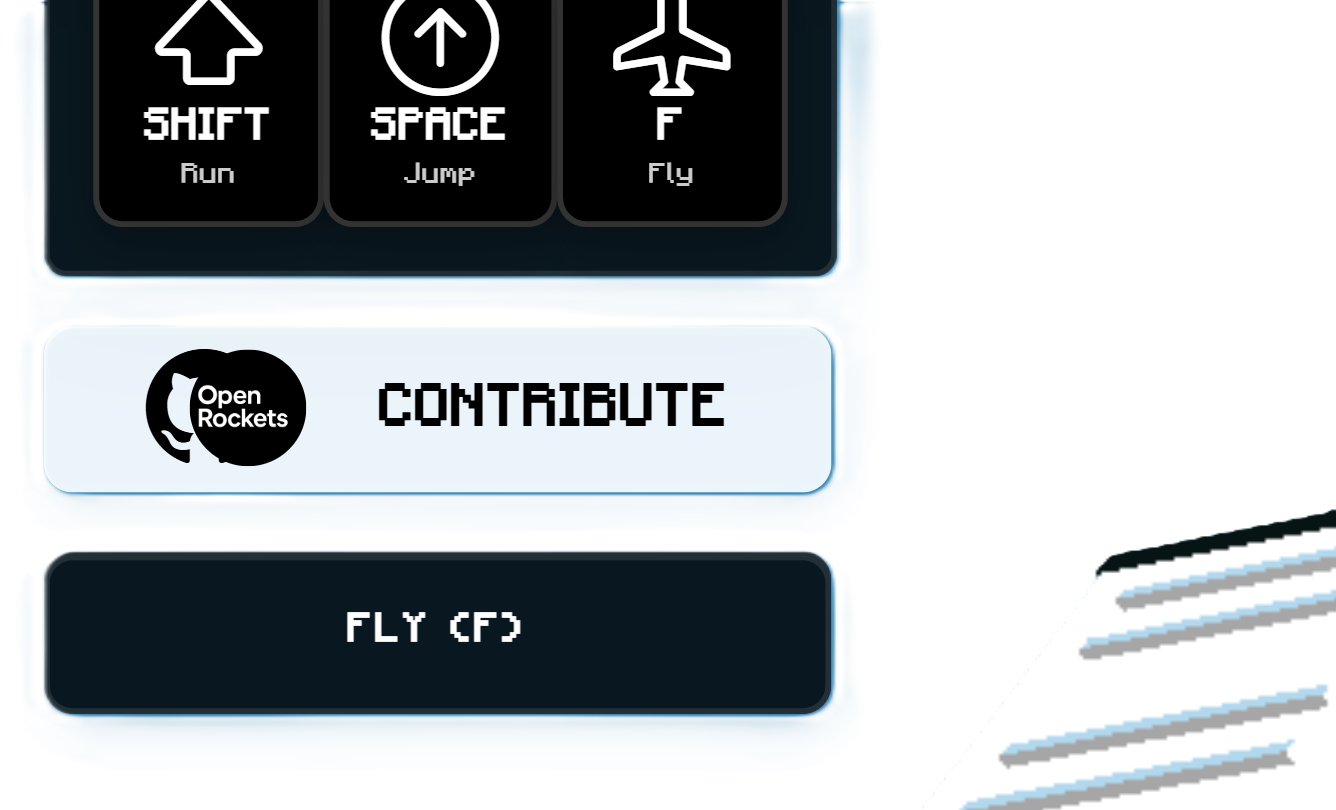 SHIFT SPACE F
Run Jump Fly
Open
Rockets
CONTRIBUTE
FLY (F)